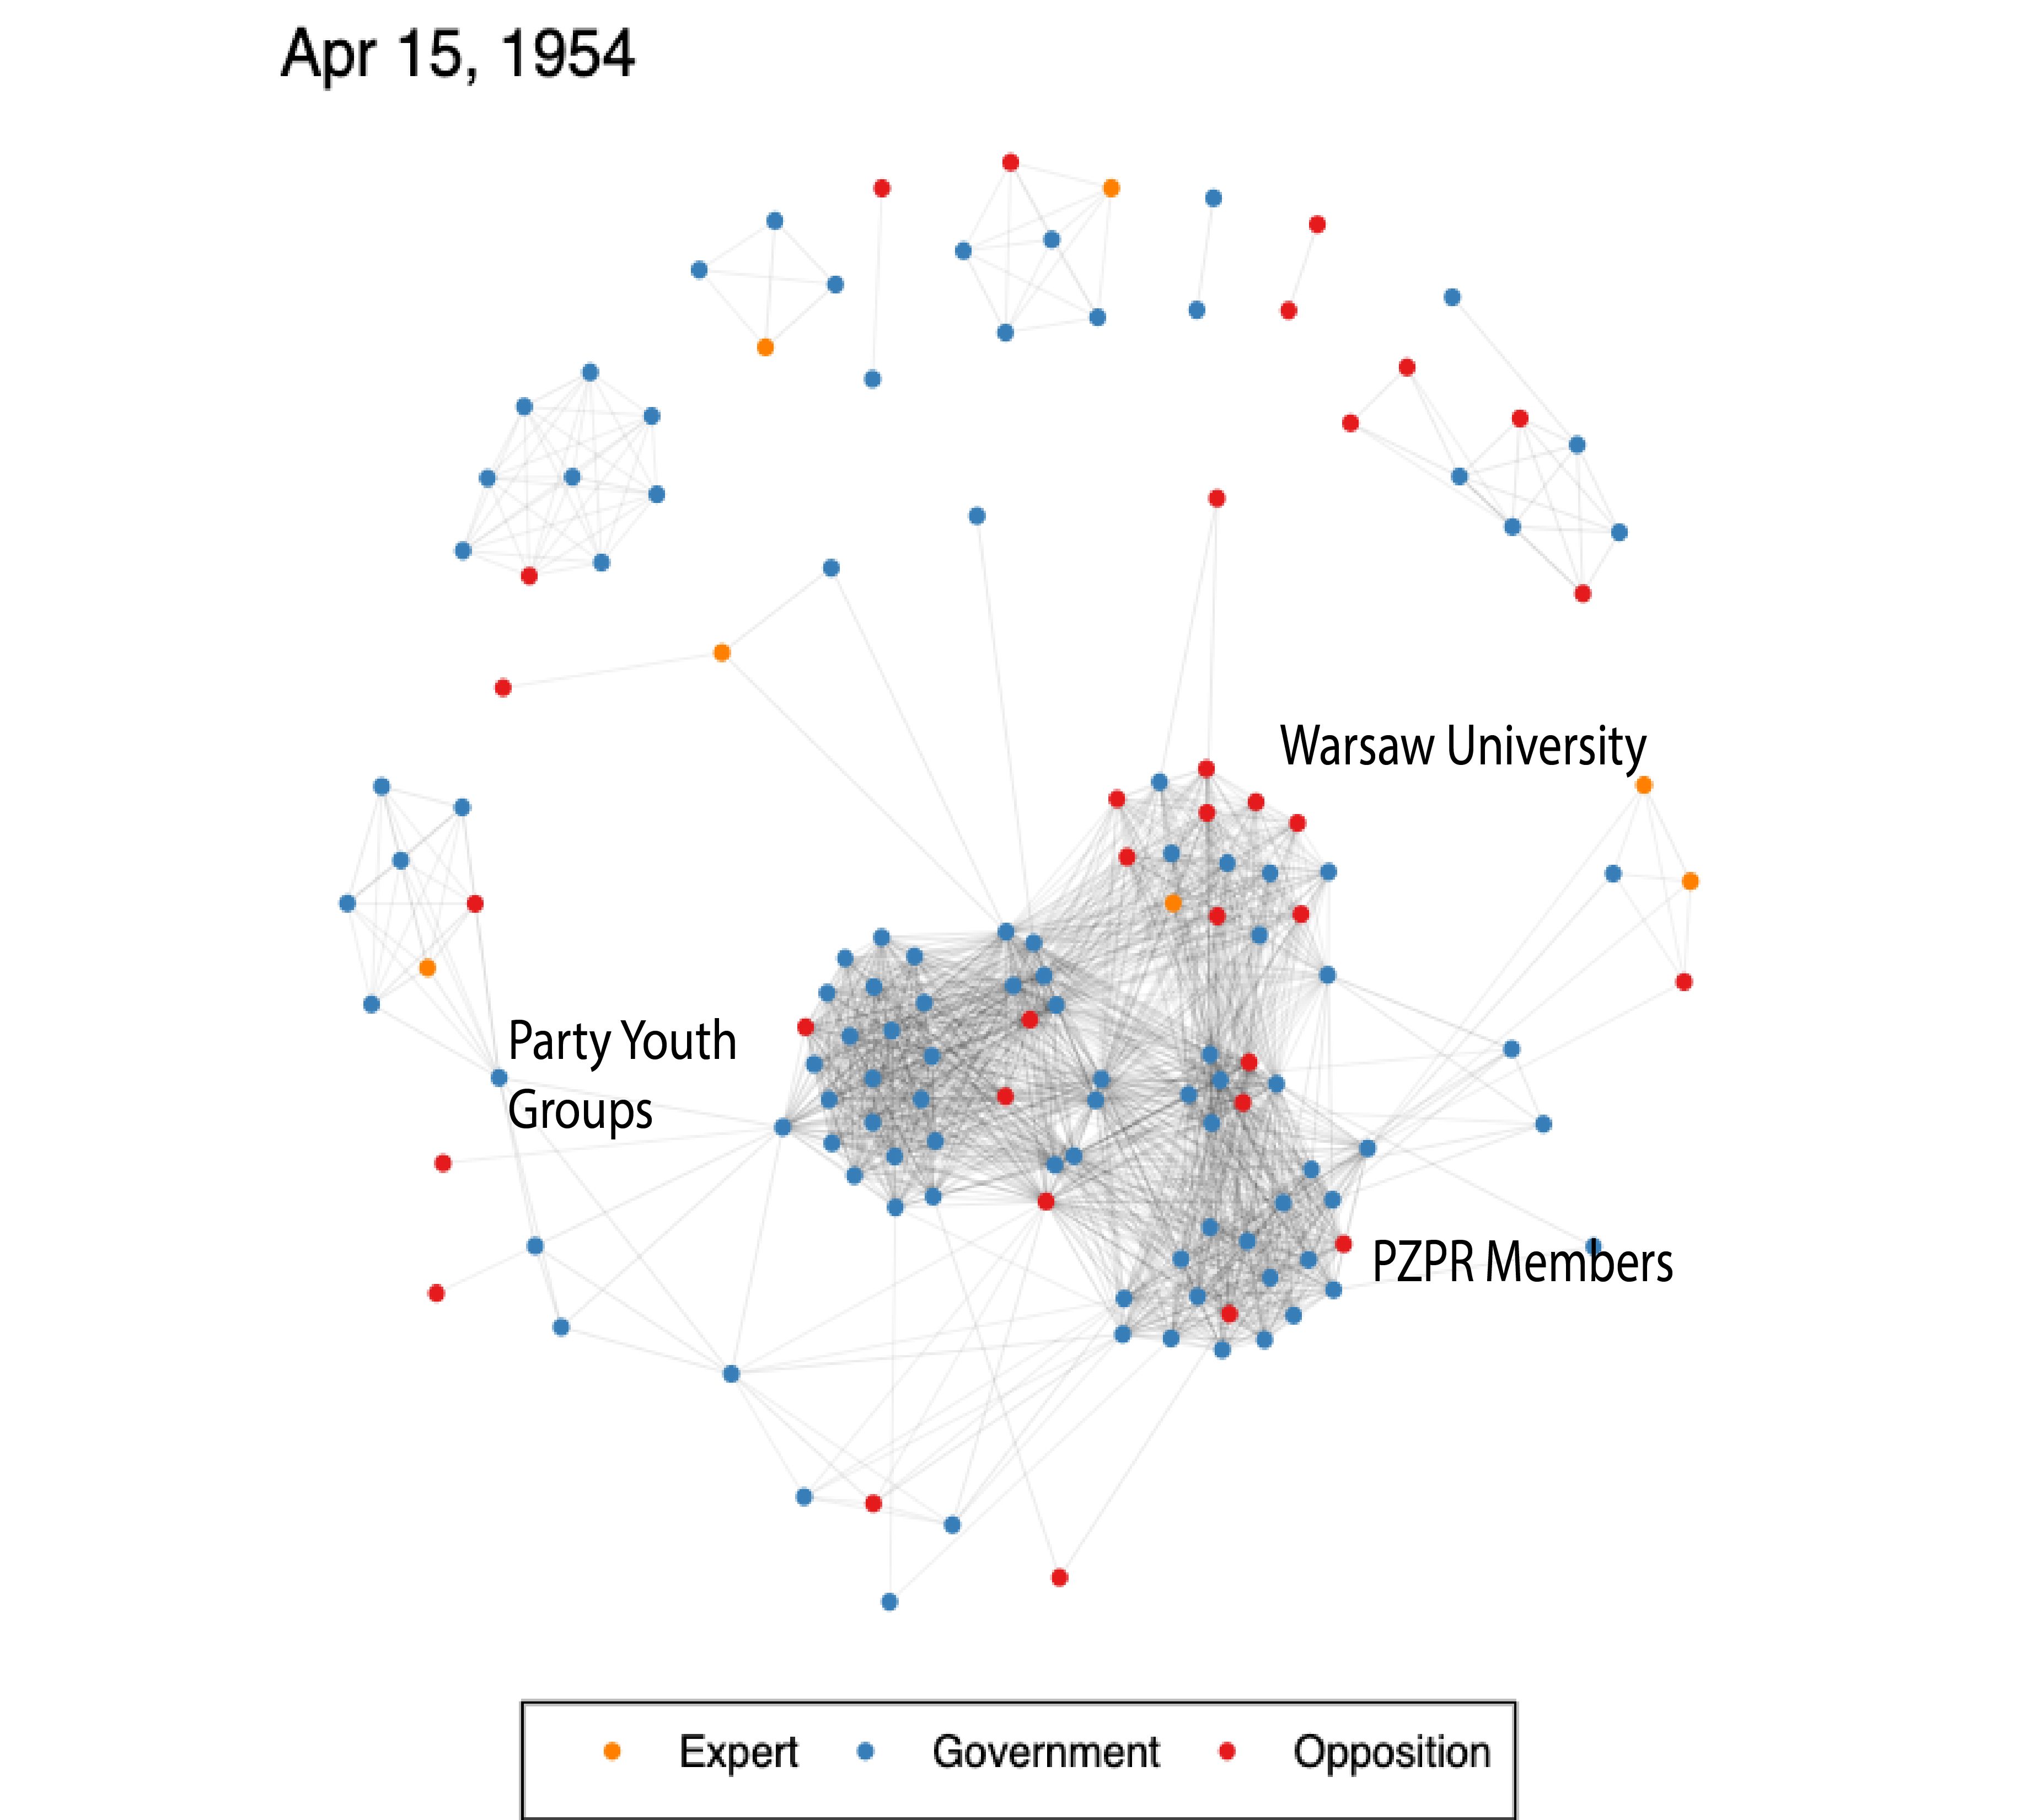 Apr 15, 1954
Warsaw University
Party Youth
Groups
PZPR Members
Expert Government Opposition